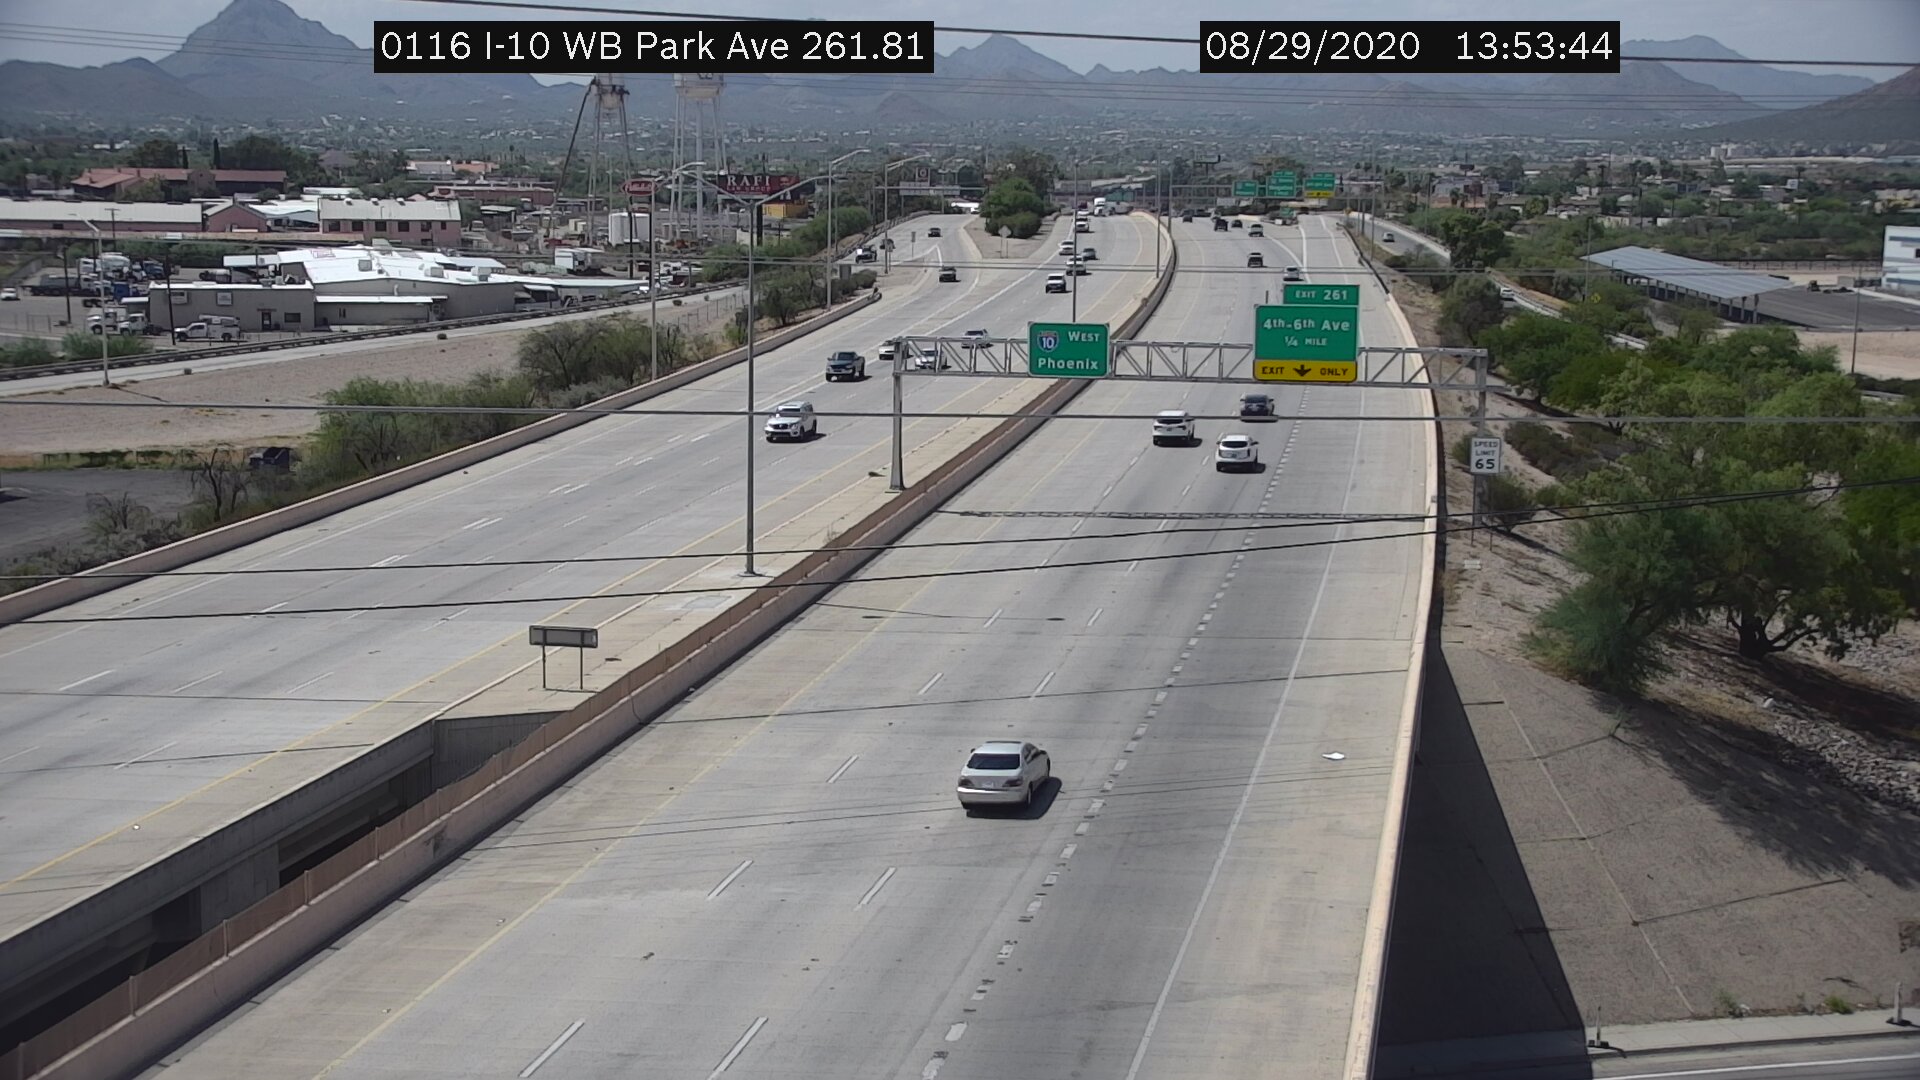 0116 I-10 WB Park Ave 261.81
08/29/2020 13:53:44
RAFI
EXIT 261
10 WEST
Phoenix
4th-6th Ave
1/4 MILE
EXIT ONLY
SPEED
LIMIT
65